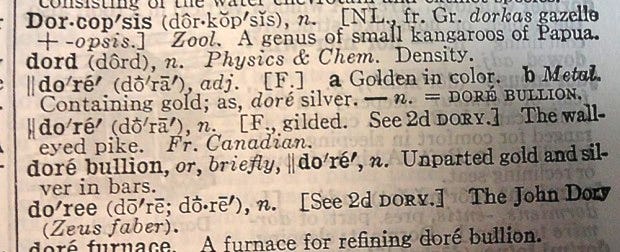 Dor·cop′sis (dôr·kŏp′sĭs), n. [NL., fr. Gr. dorkas gazelle
+ -opsis.] Zool. A genus of small kangaroos of Papua.
dord (dôrd), n. Physics & Chem. Density.
‖do′ré′ (dō′rā′), adj. [F.] a Golden in color. b Metal.
Containing gold; as, doré silver. — n. = DORÉ BULLION.
‖do′ré′ (dō′rā′), n. [F., gilded. See 2d DORY.] The wall-
eyed pike. Fr. Canadian.
doré bullion, or, briefly, ‖do′ré′, n. Unparted gold and sil-
ver in bars.
do′ree (dō′rē; dō·rē′), n. [See 2d DORY.] The John Dory
(Zeus faber).
doré furnace. A furnace for refining doré bullion.